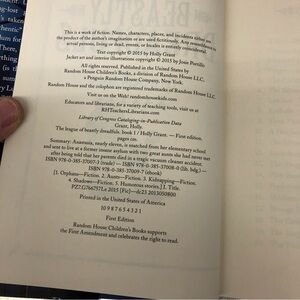 This is a work of fiction. Names, characters, places, and incidents either are
the product of the author's imagination or are used fictitiously. Any resemblance to
actual persons, living or dead, events, or locales is entirely coincidental.
Text copyright © 2015 by Holly Grant
Jacket art and interior illustrations copyright © 2015 by Josie Portillo
All rights reserved. Published in the United States by
Random House Children's Books, a division of Random House LLC,
a Penguin Random House Company, New York.
Random House and the colophon are registered trademarks of Random House LLC.
Visit us on the Web! randomhousekids.com
Educators and librarians, for a variety of teaching tools, visit us at
RHTeachersLibrarians.com
Library of Congress Cataloging-in-Publication Data
Grant, Holly.
The league of beastly dreadfuls book 1 / Holly Grant. — First edition.
pages cm.
Summary: Anastasia, nearly eleven, is snatched from her elementary school
and sent to live at a former insane asylum with two great-aunts she had never met
after being told that her parents died in a tragic vacuum cleaner accident.
ISBN 978-0-385-37007-3 (trade) — ISBN 978-0-385-37008-0 (lib. bdg.) —
ISBN 978-0-385-37009-7 (ebook)
[1. Orphans—Fiction. 2. Aunts—Fiction. 3. Kidnapping—Fiction.
4. Shadows—Fiction. 5. Humorous stories.] I. Title.
PZ7.G7667571.e 2015 [Fic]—dc23 2013050800
Printed in the United States of America
10 9 8 7 6 5 4 3 2 1
First Edition
Random House Children's Books supports
the First Amendment and celebrates the right to read.